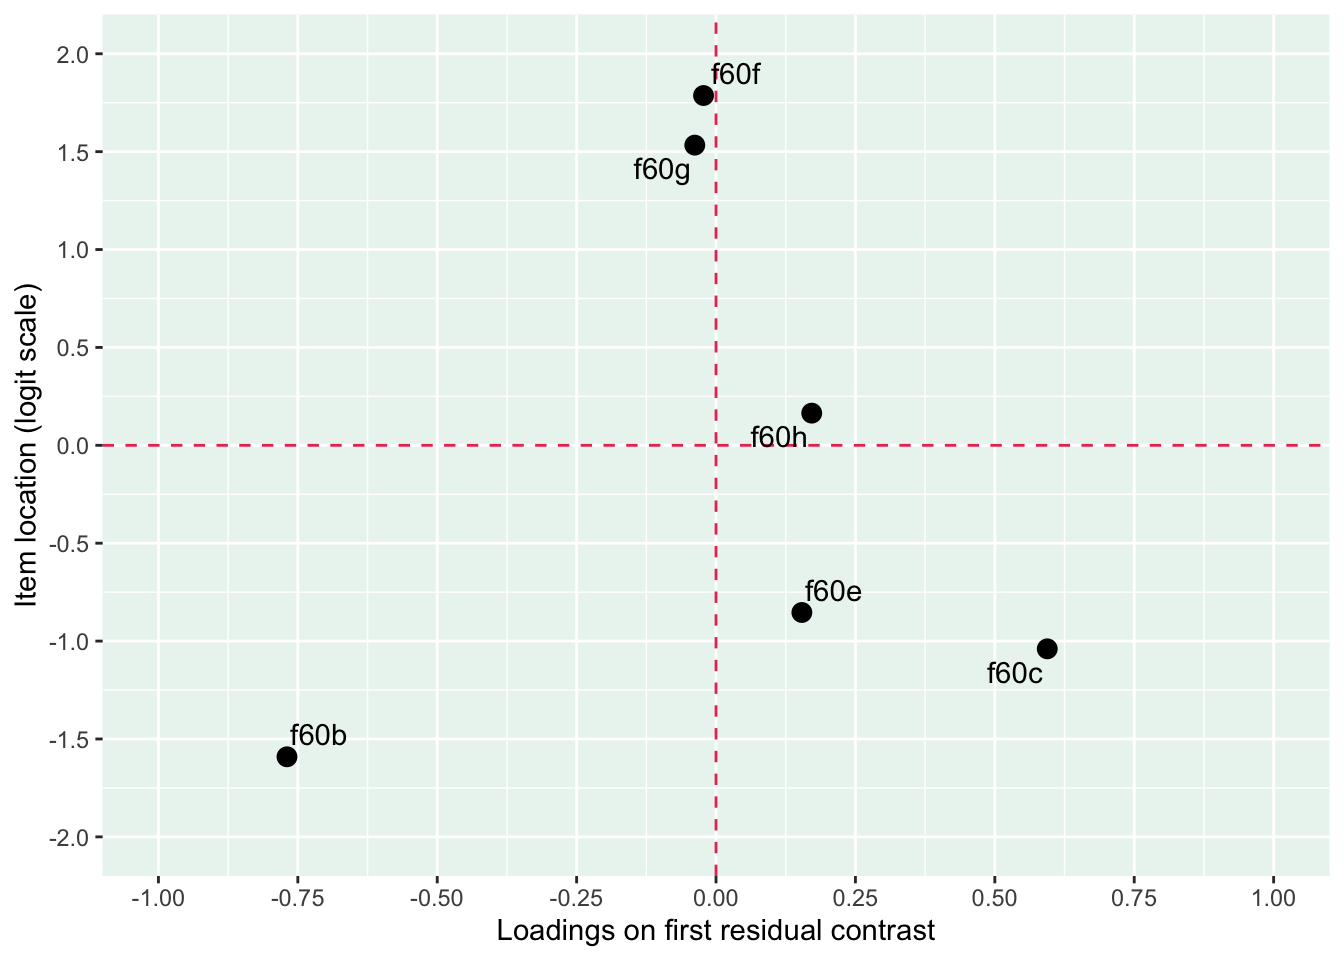 2.0
1.5
1.0
0.5
0.0
-0.5
-1.0
-1.5
-2.0
Item location (logit scale)
f60f
f60g
f60h
f60e
f60c
f60b
-1.00 -0.75 -0.50 -0.25 0.00 0.25 0.50 0.75 1.00
Loadings on first residual contrast